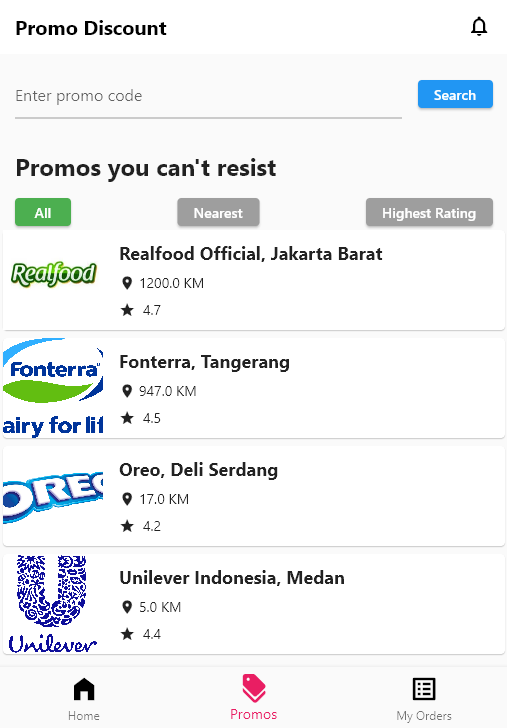 Promo Discount
Enter promo code
Search
Promos you can't resist
All
Nearest
Highest Rating
Realfood
Realfood Official, Jakarta Barat
1200.0 KM
4.7
Fonterra
airy for lif
Fonterra, Tangerang
947.0 KM
4.5
OREO
Oreo, Deli Serdang
17.0 KM
4.2
Unilever
Unilever Indonesia, Medan
5.0 KM
4.4
Home
Promos
My Orders